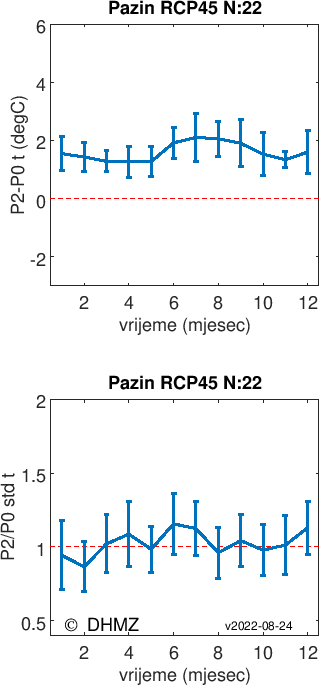 Pazin RCP45 N:22
P2-P0 t (degC)
6
4
2
0
-2
2 4 6 8 10 12
vrijeme (mjesec)
Pazin RCP45 N:22
P2/P0 std t
2
1.5
1
0.5
© DHMZ v2022-08-24
2 4 6 8 10 12
vrijeme (mjesec)